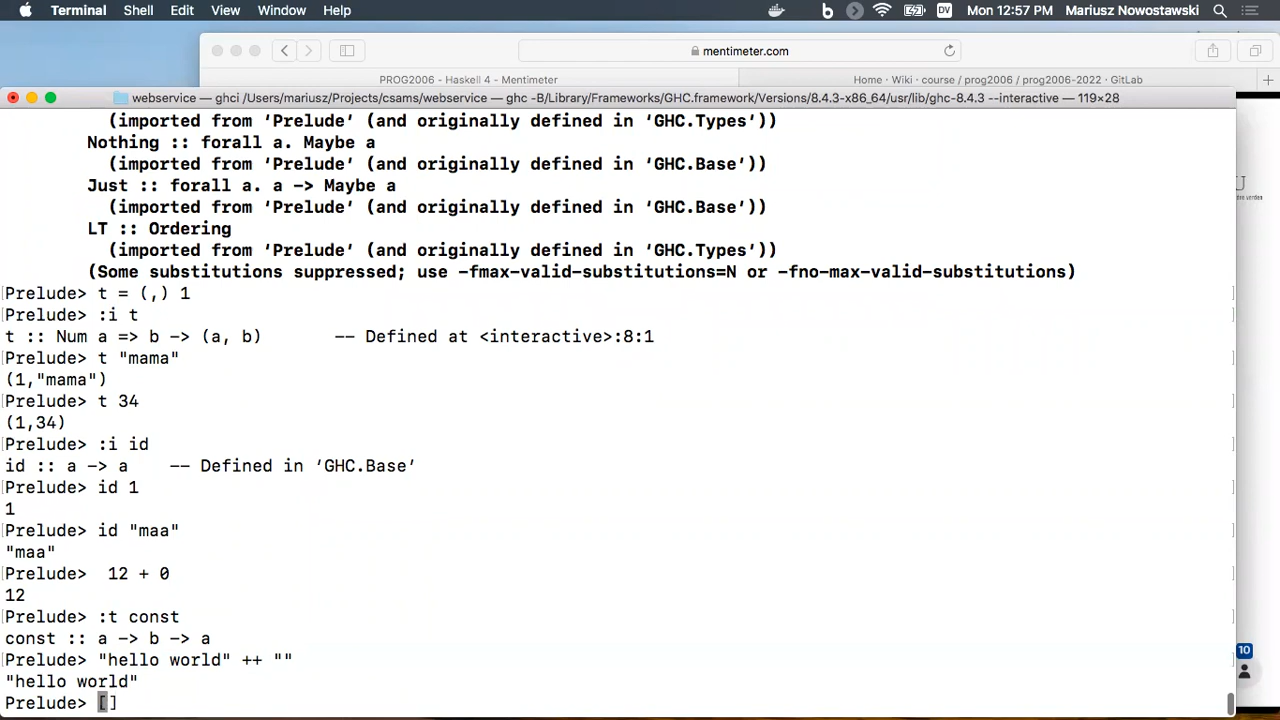 Terminal Shell Edit View Window Help Mon 12:57 PM Mariusz Nowostawski
DV
mentimeter.com
PROG2006 - Haskell 4 - Mentimeter Home · Wiki · course / prog2006 / prog2006-2022 · GitLab
webservice — ghci /Users/mariusz/Projects/csams/webservice — ghc -B/Library/Frameworks/GHC.framework/Versions/8.4.3-x86_64/usr/lib/ghc-8.4.3 --interactive — 119×28
(imported from ‘Prelude’ (and originally defined in ‘GHC.Types’))
Nothing :: forall a. Maybe a
(imported from ‘Prelude’ (and originally defined in ‘GHC.Base’))
Just :: forall a. a -> Maybe a
(imported from ‘Prelude’ (and originally defined in ‘GHC.Base’))
LT :: Ordering
(imported from ‘Prelude’ (and originally defined in ‘GHC.Types’))
(Some substitutions suppressed; use -fmax-valid-substitutions=N or -fno-max-valid-substitutions)
Prelude> t = (,) 1
Prelude> :i t
t :: Num a => b -> (a, b) -- Defined at <interactive>:8:1
Prelude> t "mama"
(1,"mama")
Prelude> t 34
(1,34)
Prelude> :i id
id :: a -> a -- Defined in ‘GHC.Base’
Prelude> id 1
1
Prelude> id "maa"
"maa"
Prelude>  12 + 0
12
Prelude> :t const
const :: a -> b -> a
Prelude> "hello world" ++ ""
"hello world"
Prelude> []
10